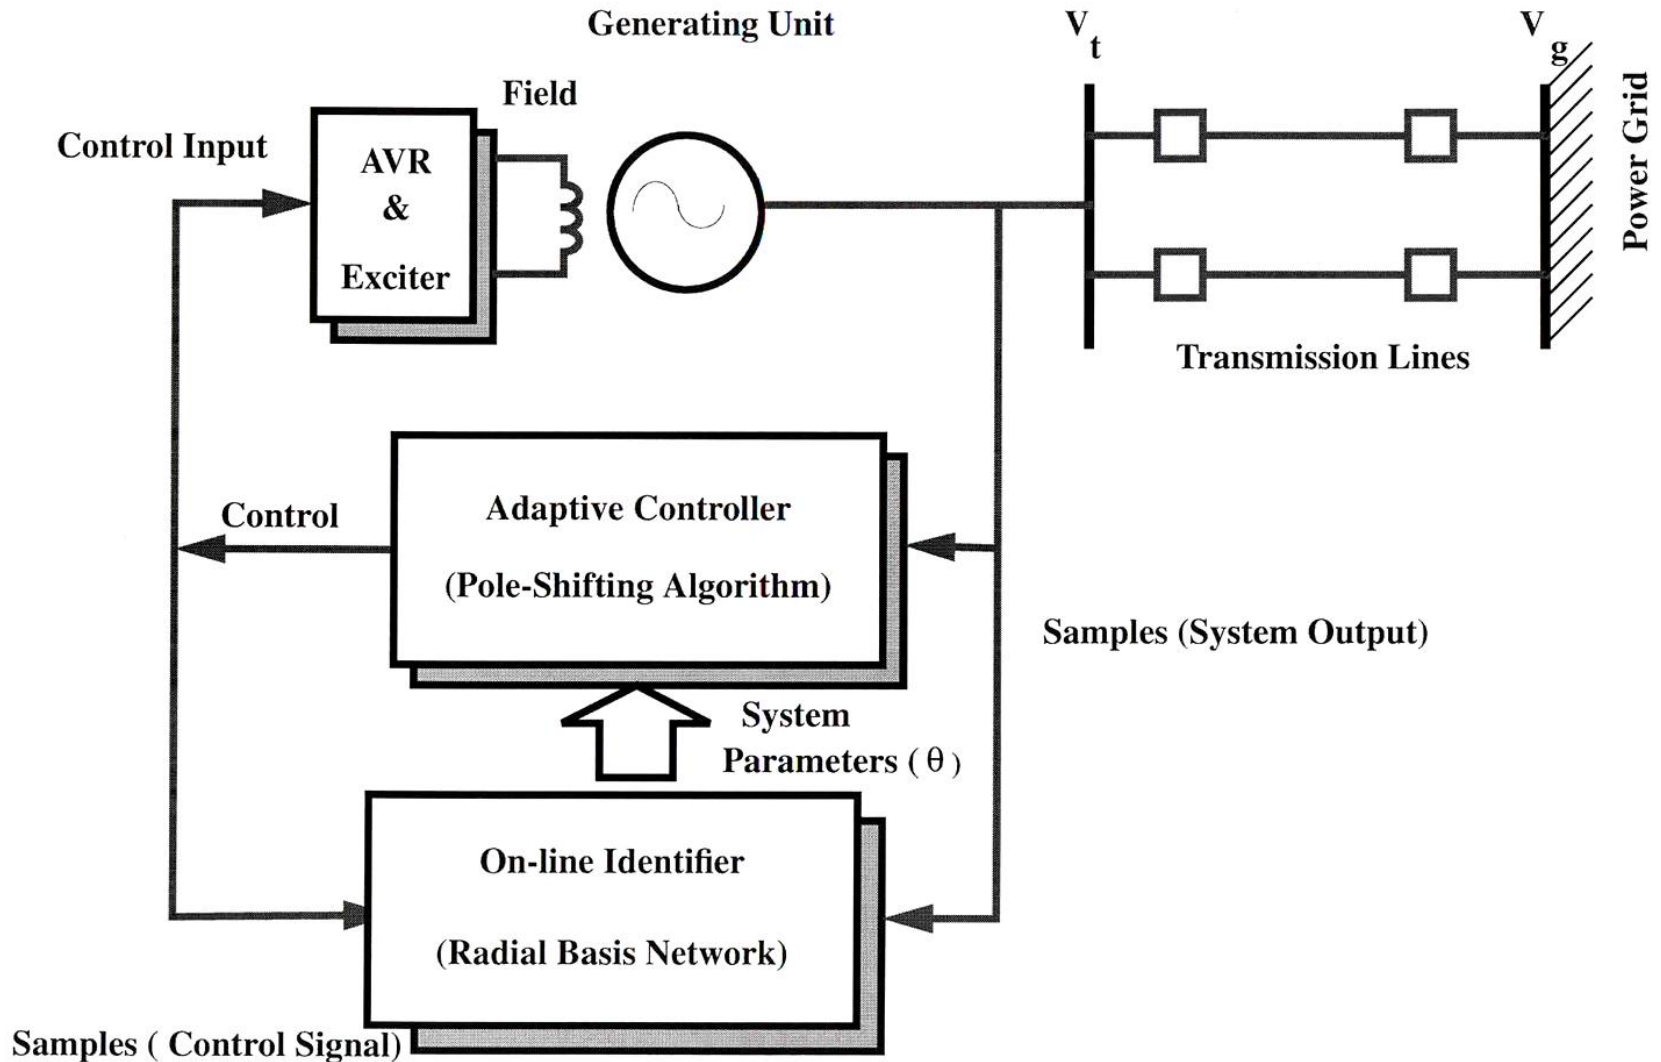 Generating Unit
V t
V g
Field
Control Input
AVR
&
Exciter
Power Grid
Transmission Lines
Control
Adaptive Controller
(Pole-Shifting Algorithm)
Samples (System Output)
System
Parameters ( θ )
On-line Identifier
(Radial Basis Network)
Samples ( Control Signal)